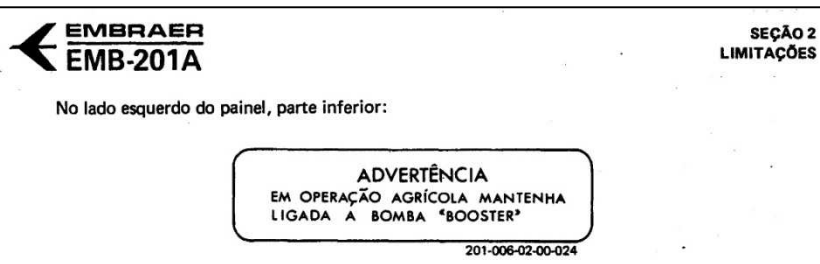 EMBRAER
EMB-201A
SEÇÃO 2
LIMITAÇÕES
No lado esquerdo do painel, parte inferior:
ADVERTÊNCIA
EM OPERAÇÃO AGRÍCOLA MANTENHA
LIGADA A BOMBA "BOOSTER"
201-006-02-00-024